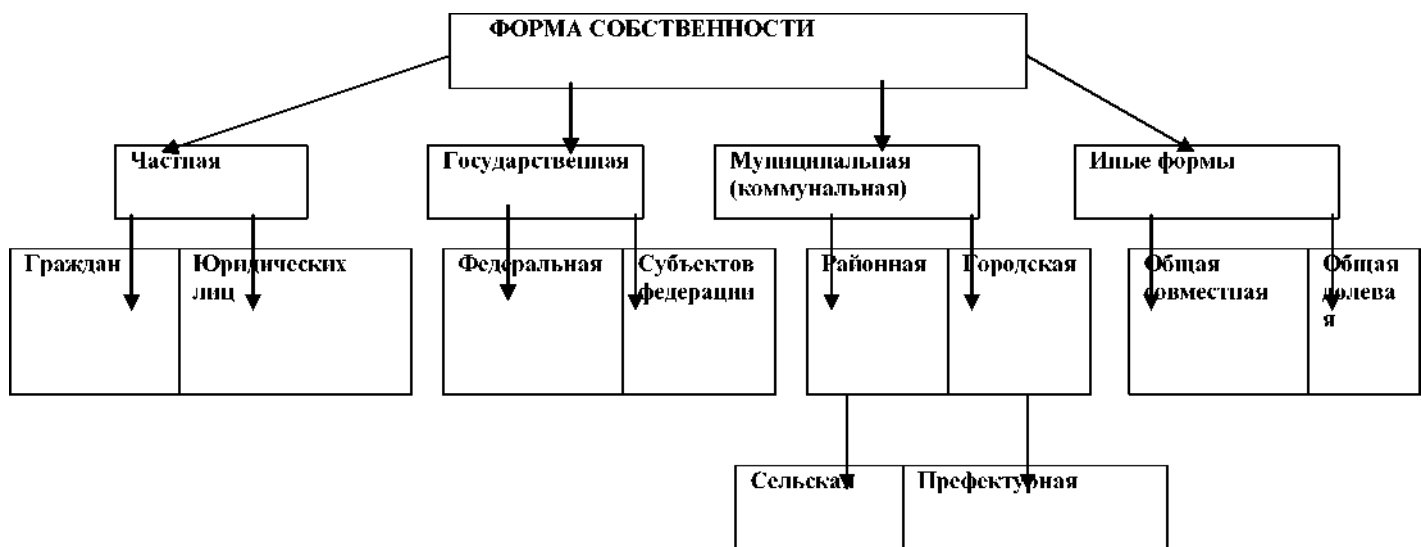 ФОРМА СОБСТВЕННОСТИ
Частная
Государственная
Муниципальная
(коммунальная)
Иные формы
Граждан
Юридических
лиц
Федеральная
Субъектов
федерации
Районная
Городская
Общая
совместная
Общая
долева
я
Сельская
Префектурная